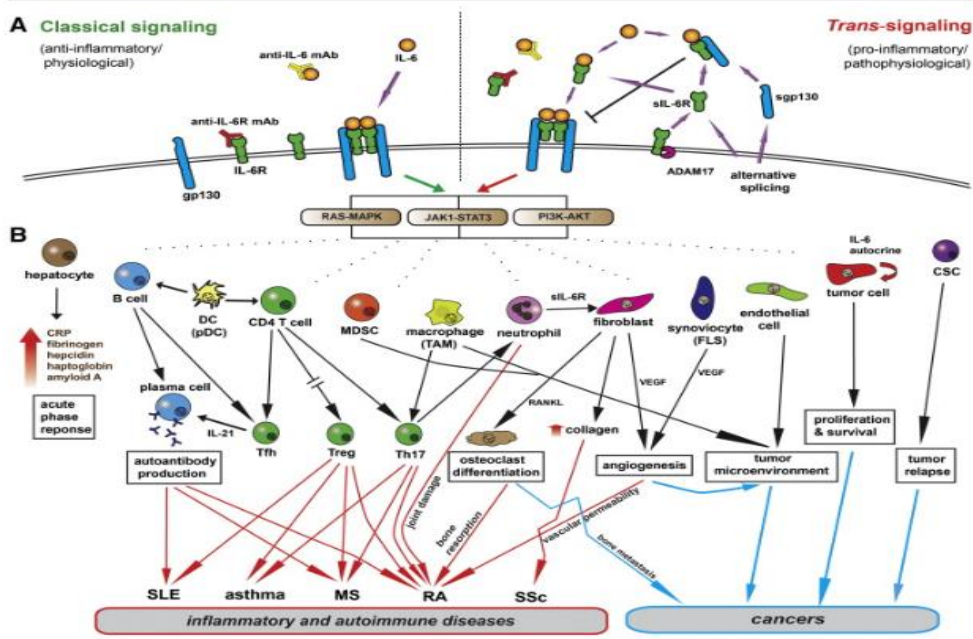 A
Classical signaling
(anti-inflammatory/
physiological)
anti-IL-6 mAb
IL-6
anti-IL-6R mAb
IL-6R
gp130
Trans-signaling
(pro-inflammatory/
pathophysiological)
sIL-6R
sgp130
ADAM17
alternative
splicing
RAS-MAPK
JAK1-STAT3
PI3K-AKT
B
hepatocyte
CRP
fibrinogen
hepcidin
haptoglobin
amyloid A
acute
phase
reponse
B cell
DC
(pDC)
CD4 T cell
MDSC
macrophage
(TAM)
neutrophil
sIL-6R
fibroblast
synoviocyte
(FLS)
endothelial
cell
IL-6
autocrine
tumor cell
CSC
plasma cell
IL-21
Tfh
Treg
Th17
RANKL
VEGF
VEGF
collagen
autoantibody
production
osteoclast
differentiation
angiogenesis
tumor
microenvironment
proliferation
& survival
tumor
relapse
joint damage
bone
resorption
vascular permeability
bone metastasis
SLE
asthma
MS
RA
SSc
inflammatory and autoimmune diseases
cancers